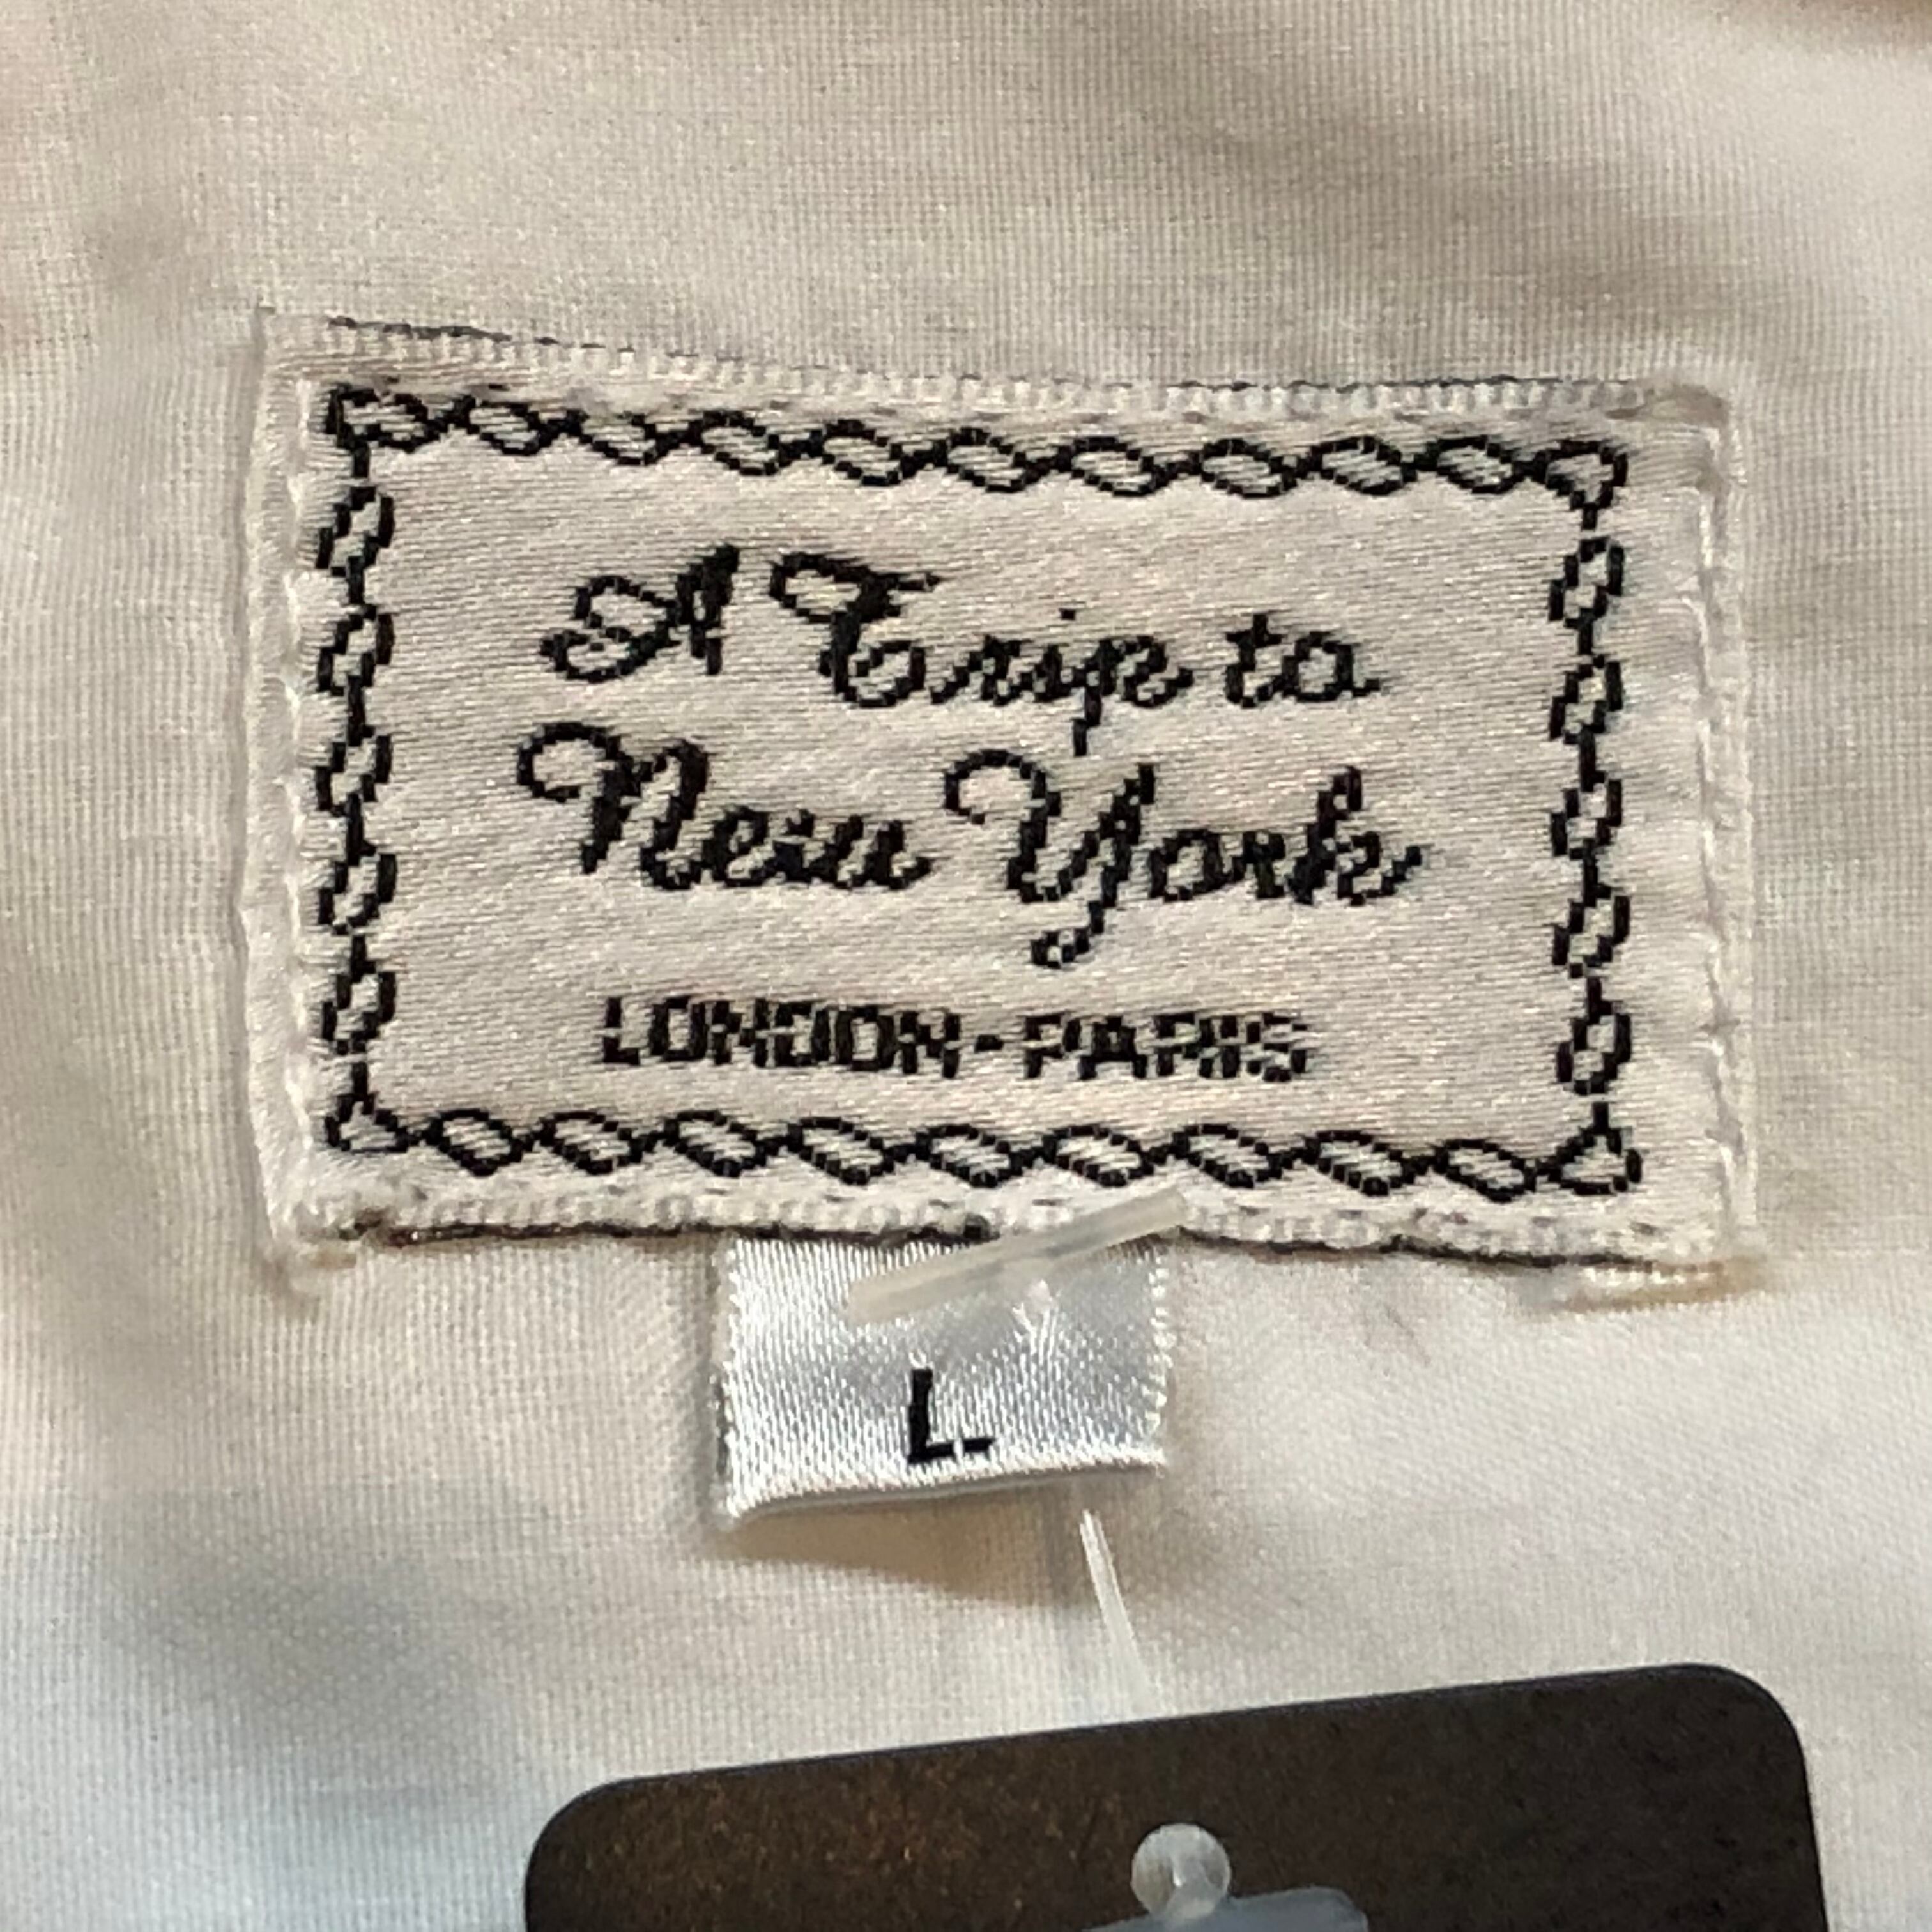 A Trip to
New York
LONDON-PARIS
L.